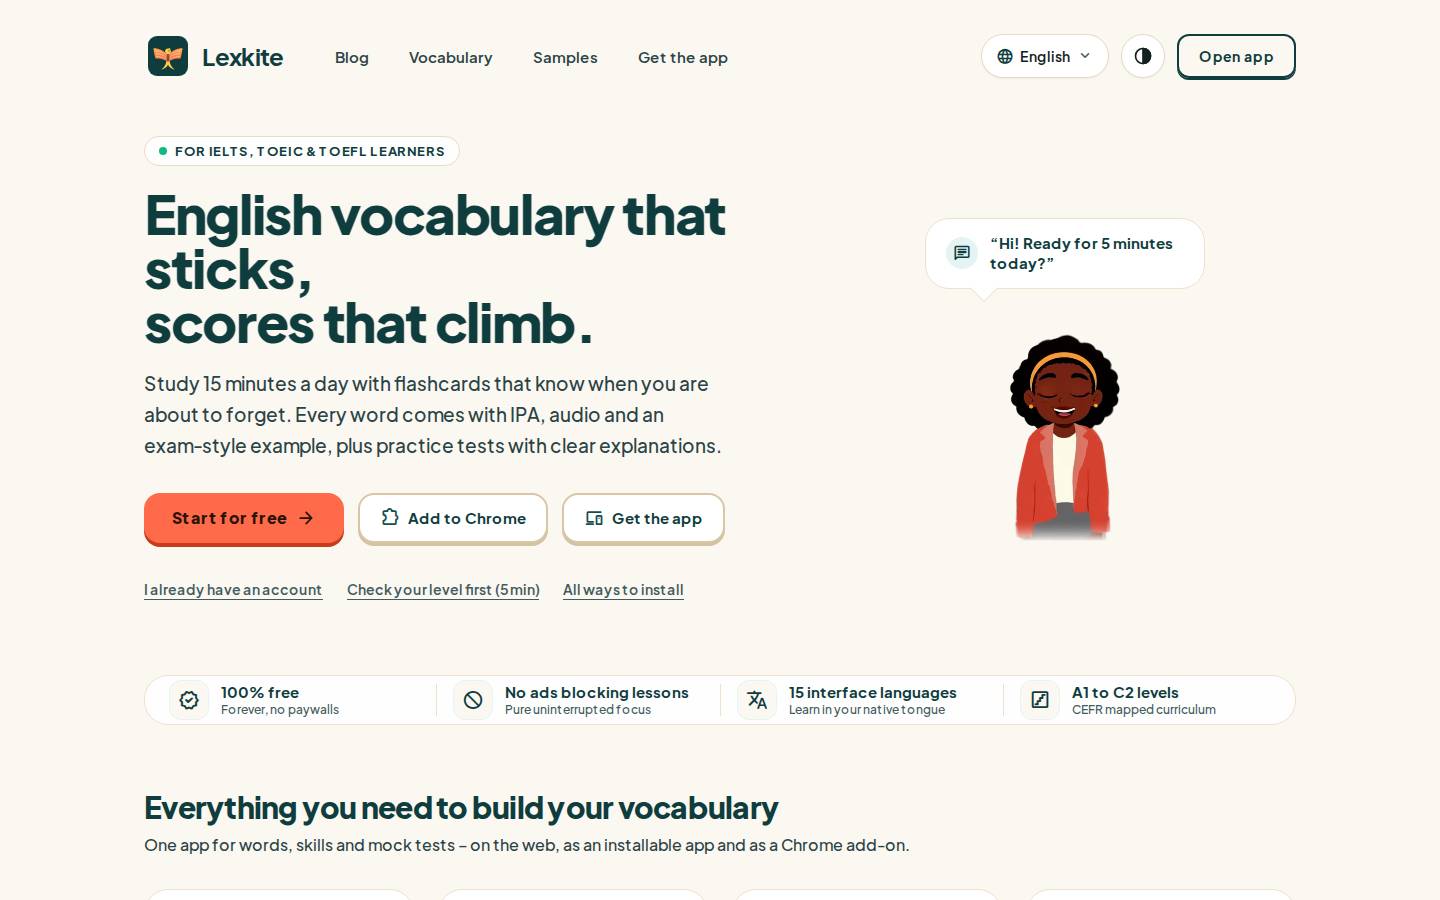 Lexkite
Blog
Vocabulary
Samples
Get the app
English
Open app
FOR IELTS, TOEIC & TOEFL LEARNERS
English vocabulary that
sticks,
scores that climb.
Study 15 minutes a day with flashcards that know when you are
about to forget. Every word comes with IPA, audio and an
exam-style example, plus practice tests with clear explanations.
Start for free
Add to Chrome
Get the app
I already have an account
Check your level first (5 min)
All ways to install
“Hi! Ready for 5 minutes
today?”
100% free
Forever, no paywalls
No ads blocking lessons
Pure uninterrupted focus
15 interface languages
Learn in your native tongue
A1 to C2 levels
CEFR mapped curriculum
Everything you need to build your vocabulary
One app for words, skills and mock tests – on the web, as an installable app and as a Chrome add-on.